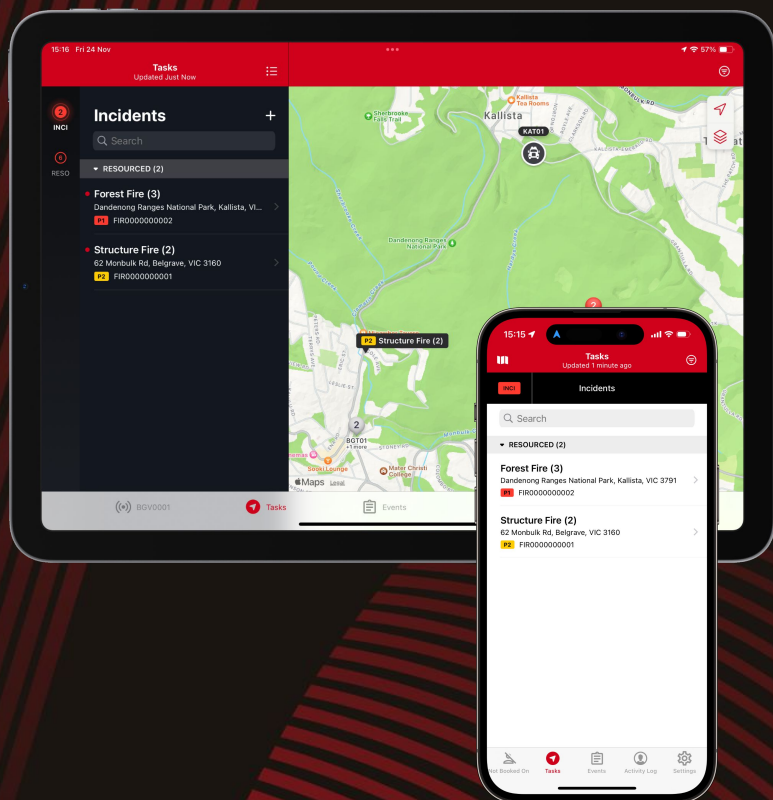 15:16 Fri 24 Nov
57%
Tasks
Updated Just Now
2
INCI
6
RESO
Incidents
+
Search
RESOURCED (2)
Forest Fire (3)
Dandenong Ranges National Park, Kallista, VI...
P1 FIR0000000002
Structure Fire (2)
62 Monbulk Rd, Belgrave, VIC 3160
P2 FIR0000000001
Kallista
Tea Rooms
Sherbrooke
Falls Trail
Kallista
KAT01
Dandenong Ranges
National Park
P2 Structure Fire (2)
LESLIE ST
2
BGT01
+1 more
Sooki Lounge
Mater Christi
College
Maps Legal
BGV0001
Tasks
Events
15:15
Tasks
Updated 1 minute ago
INCI
Incidents
Search
RESOURCED (2)
Forest Fire (3)
Dandenong Ranges National Park, Kallista, VIC 3791
P1 FIR0000000002
Structure Fire (2)
62 Monbulk Rd, Belgrave, VIC 3160
P2 FIR0000000001
Not Booked On
Tasks
Events
Activity Log
Settings